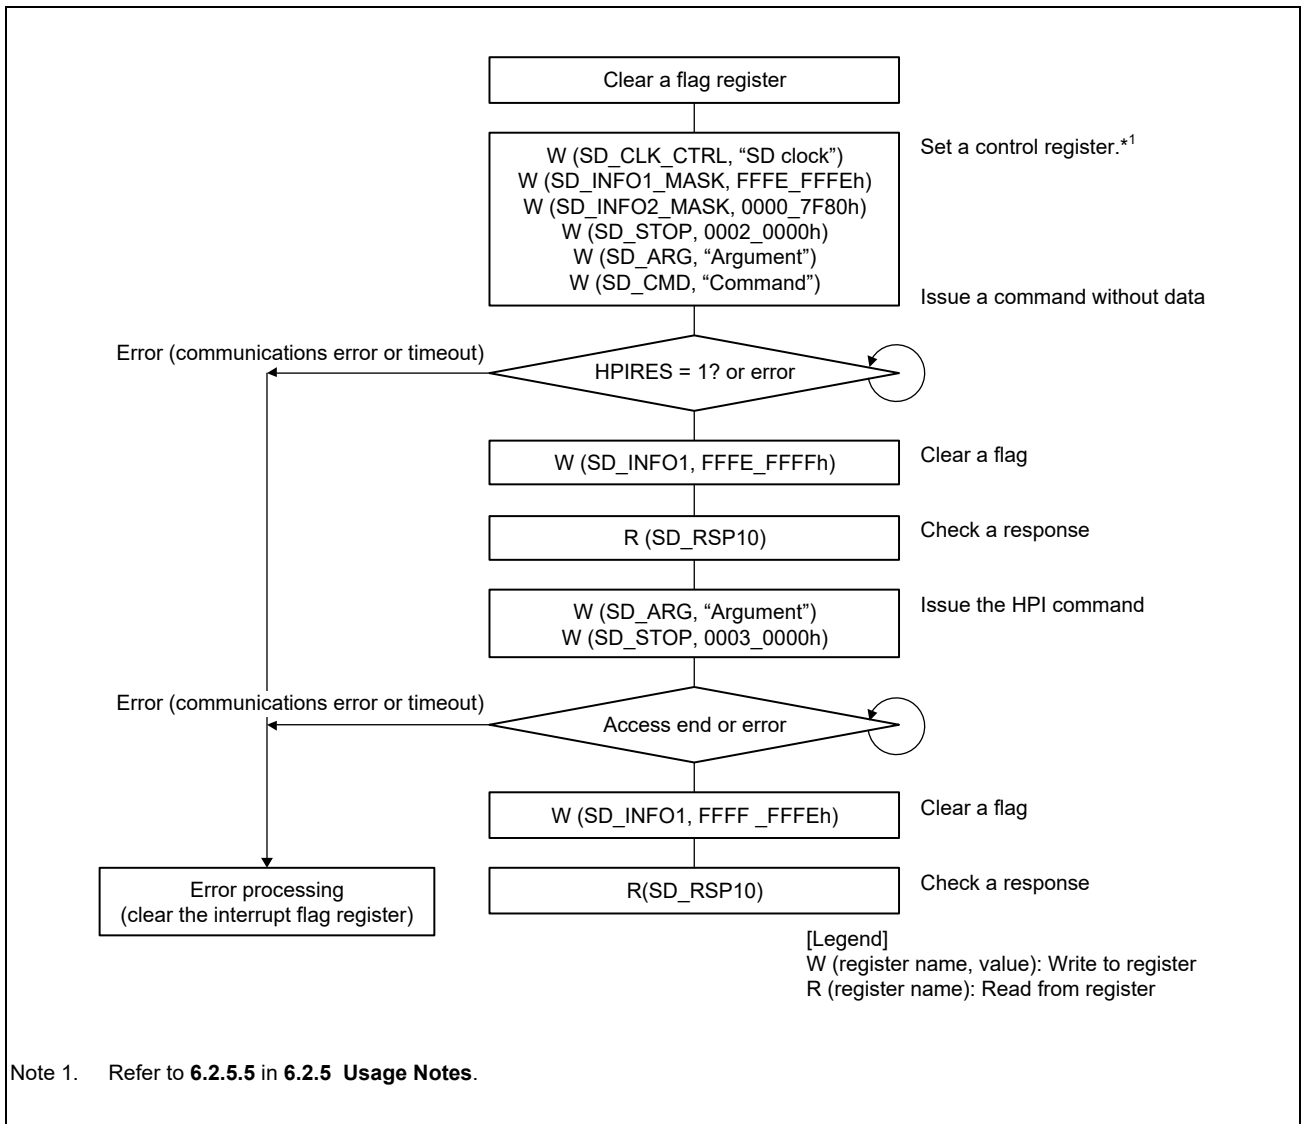 Clear a flag register
W (SD_CLK_CTRL, “SD clock”)
W (SD_INFO1_MASK, FFFE_FFFEh)
W (SD_INFO2_MASK, 0000_7F80h)
W (SD_STOP, 0002_0000h)
W (SD_ARG, “Argument”)
W (SD_CMD, “Command”)
Set a control register.*1
Issue a command without data
Error (communications error or timeout)
HPIRES = 1? or error
W (SD_INFO1, FFFE_FFFFh)
Clear a flag
R (SD_RSP10)
Check a response
W (SD_ARG, “Argument”)
W (SD_STOP, 0003_0000h)
Issue the HPI command
Error (communications error or timeout)
Access end or error
W (SD_INFO1, FFFF _FFFEh)
Clear a flag
Error processing
(clear the interrupt flag register)
R(SD_RSP10)
Check a response
[Legend]
W (register name, value): Write to register
R (register name): Read from register
Note 1. Refer to 6.2.5.5 in 6.2.5 Usage Notes.